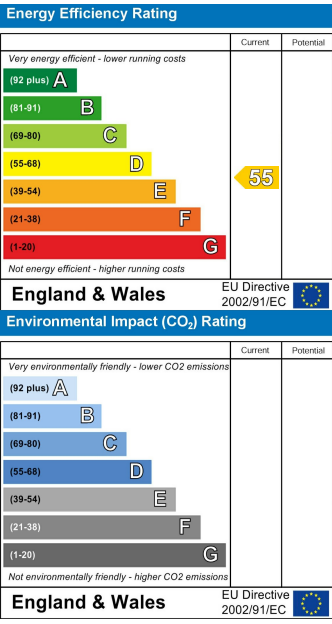 Energy Efficiency Rating
Current Potential
Very energy efficient - lower running costs
(92 plus) A
(81-91) B
(69-80) C
(55-68) D
55
(39-54) E
(21-38) F
(1-20) G
Not energy efficient - higher running costs
England & Wales
EU Directive
2002/91/EC
Environmental Impact (CO₂) Rating
Current Potential
Very environmentally friendly - lower CO2 emissions
(92 plus) A
(81-91) B
(69-80) C
(55-68) D
(39-54) E
(21-38) F
(1-20) G
Not environmentally friendly - higher CO2 emissions
England & Wales
EU Directive
2002/91/EC